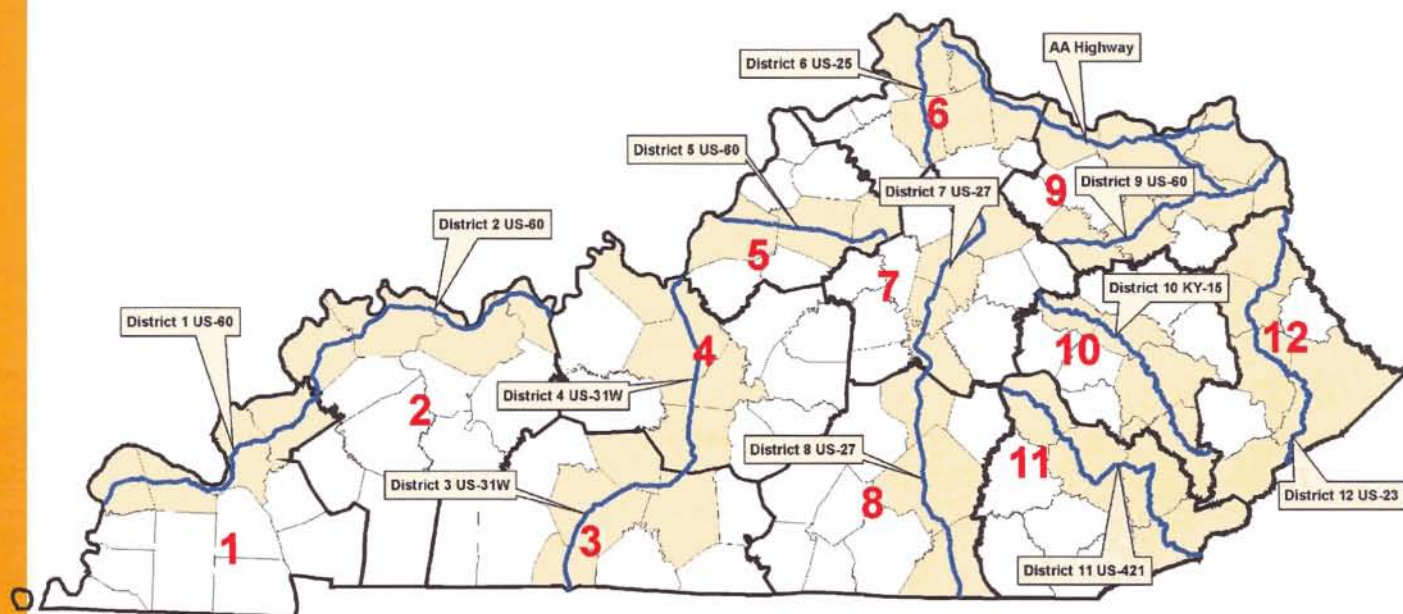 AA Highway
District 6 US-25
6
District 5 US-60
District 7 US-27
9
District 9 US-60
District 2 US-60
5
7
District 10 KY-15
District 1 US-60
4
10
12
District 4 US-31W
2
District 8 US-27
11
District 3 US-31W
8
District 12 US-23
3
1
District 11 US-421